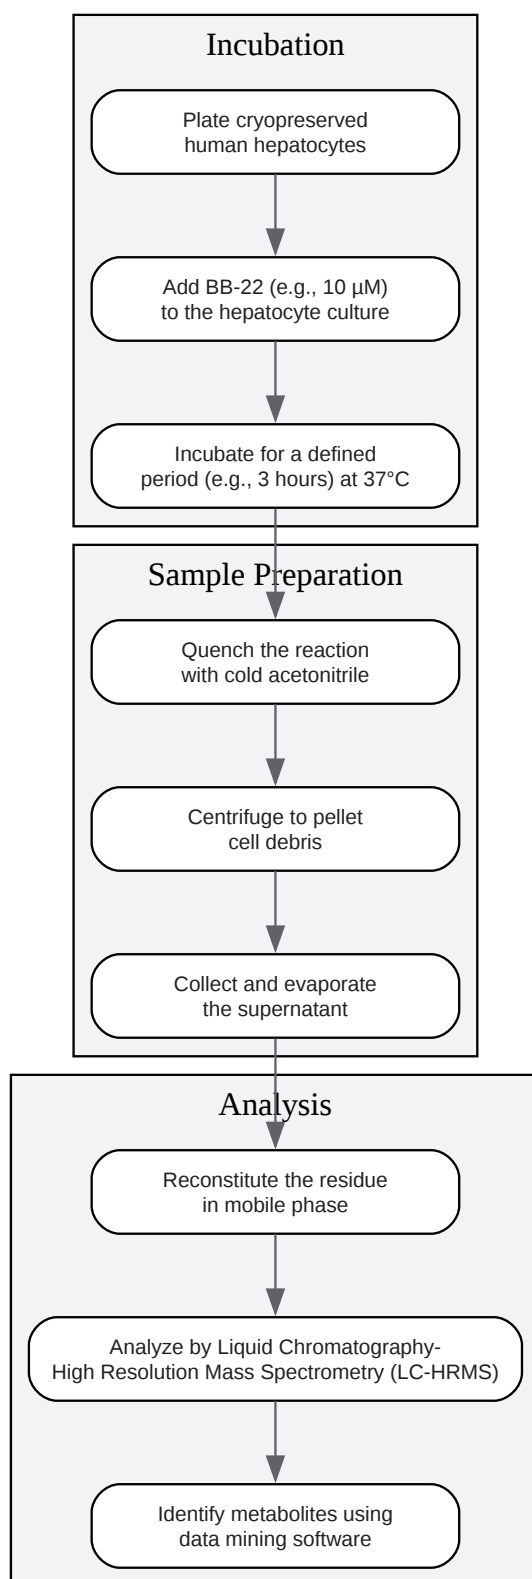 Incubation
Plate cryopreserved
human hepatocytes
Add BB-22 (e.g., 10 µM)
to the hepatocyte culture
Incubate for a defined
period (e.g., 3 hours) at 37°C
Sample Preparation
Quench the reaction
with cold acetonitrile
Centrifuge to pellet
cell debris
Collect and evaporate
the supernatant
Analysis
Reconstitute the residue
in mobile phase
Analyze by Liquid Chromatography-
High Resolution Mass Spectrometry (LC-HRMS)
Identify metabolites using
data mining software